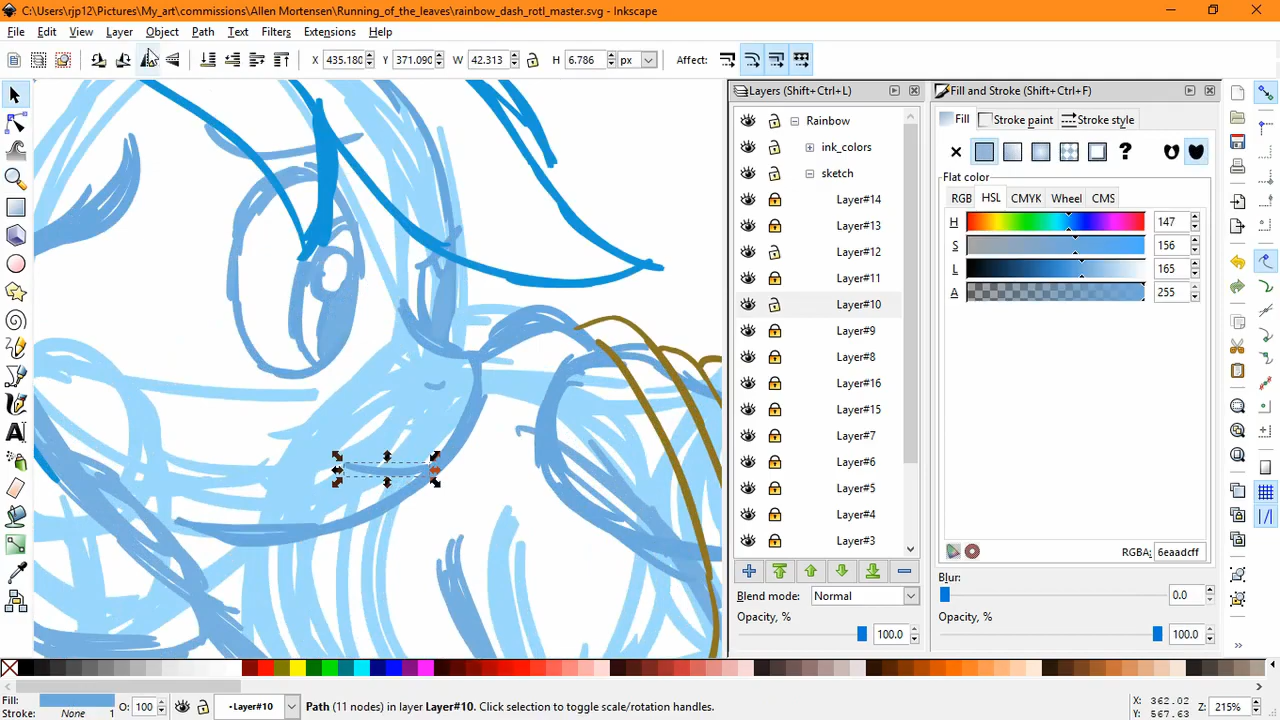 C:\Users\rjp12\Pictures\My_art\commissions\Allen Mortensen\Running_of_the_leaves\rainbow_dash_rotl_master.svg - Inkscape
File Edit View Layer Object Path Text Filters Extensions Help
X 435.180 Y 371.090 W 42.313 H 6.786 px Affect:
Layers (Shift+Ctrl+L)
Rainbow
ink_colors
sketch
Layer#14
Layer#13
Layer#12
Layer#11
Layer#10
Layer#9
Layer#8
Layer#16
Layer#15
Layer#7
Layer#6
Layer#5
Layer#4
Layer#3
Blend mode: Normal
Opacity, %
100.0
Fill and Stroke (Shift+Ctrl+F)
Fill Stroke paint Stroke style
?
Flat color
RGB HSL CMYK Wheel CMS
H 147
S 156
L 165
A 255
RGBA: 6eaadcff
Blur:
0.0
Opacity, %
100.0
Fill:
Stroke: None 1
O: 100
•Layer#10
Path (11 nodes) in layer Layer#10. Click selection to toggle scale/rotation handles.
X: 362.02
Y: 567.63
Z: 215%